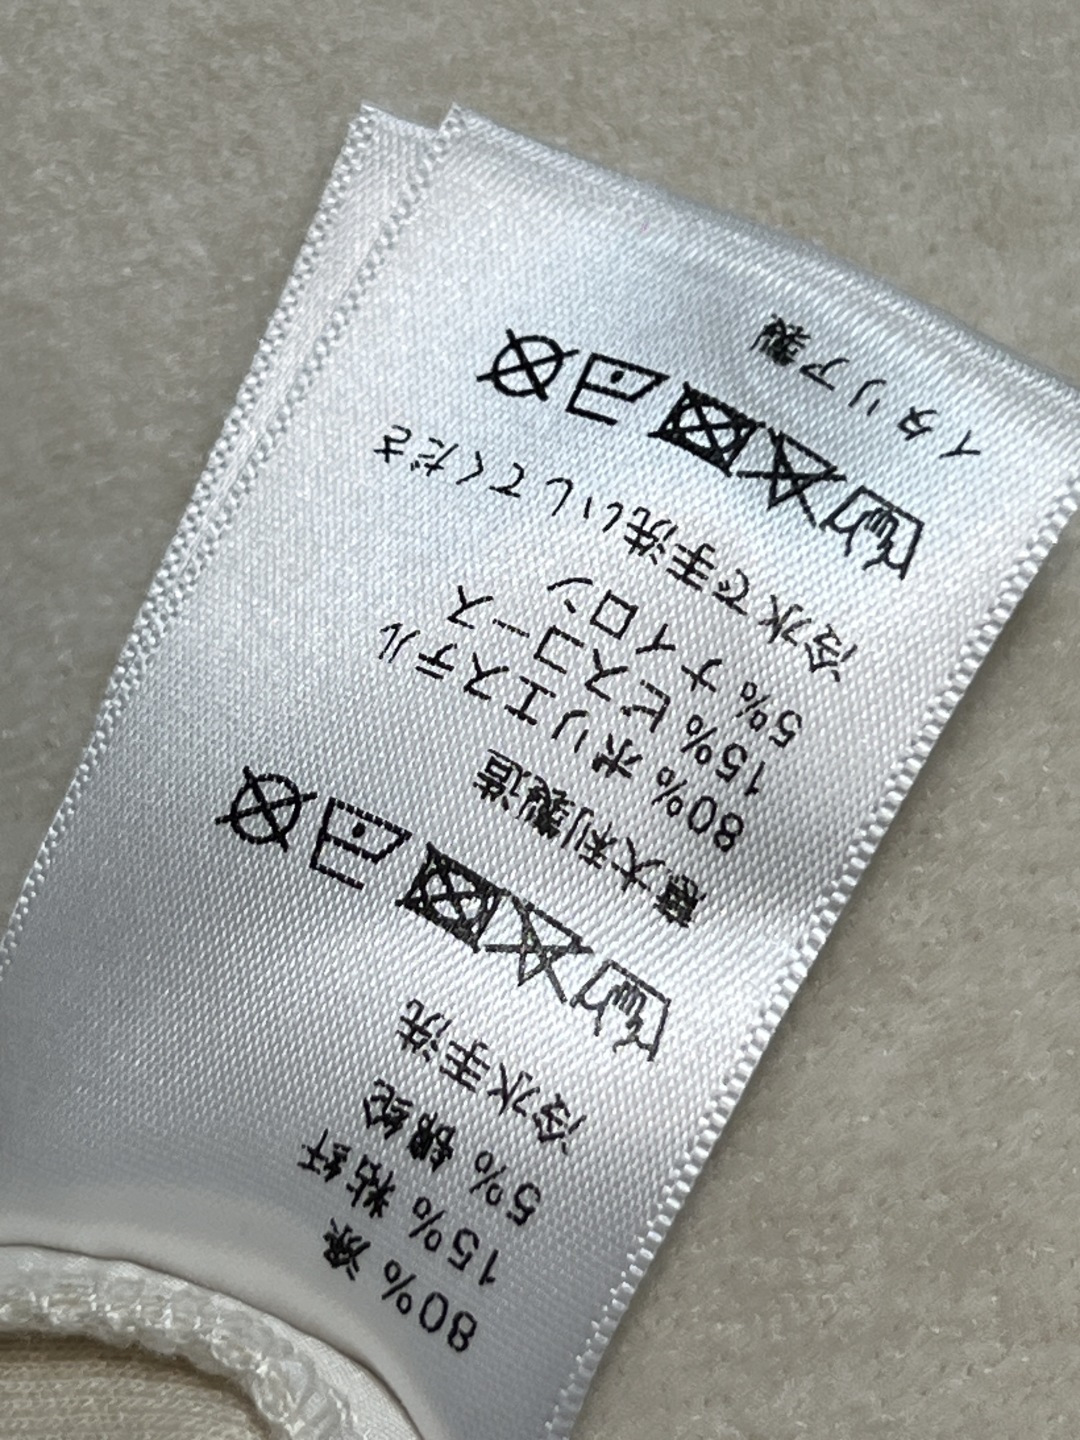 80% 涤
15% 粘纤
5% 锦纶
冷水手洗
意大利製造
80% ポリエステル
15% ビスコース
5% ナイロン
冷水で手洗いしてくださ
イタリア製